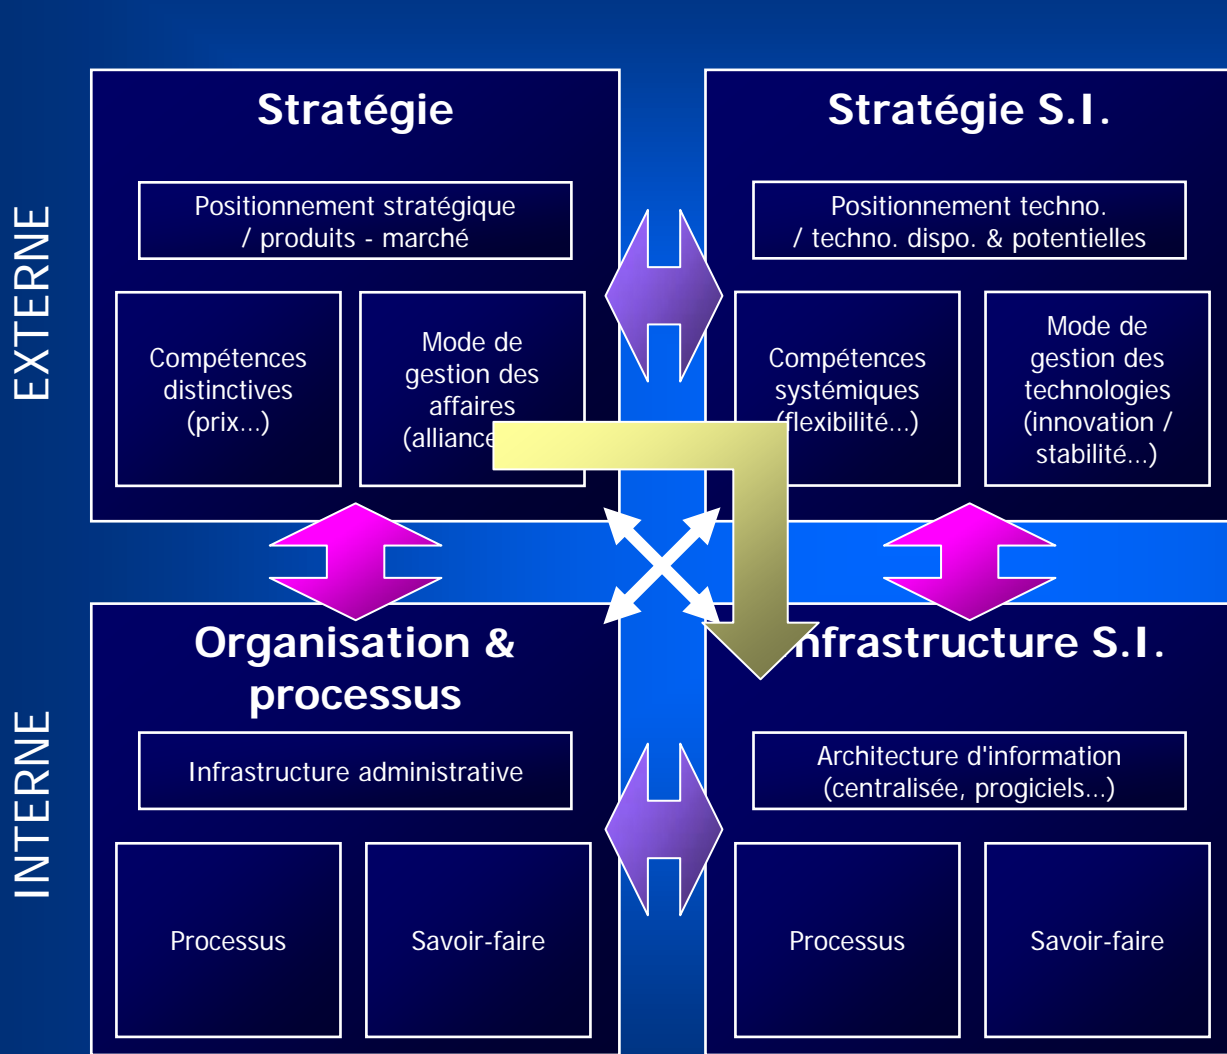 EXTERNE
Stratégie
Positionnement stratégique
/ produits - marché
Compétences
distinctives
(prix...)
Mode de
gestion des
affaires
(alliance
Stratégie S.I.
Positionnement techno.
/ techno. dispo. & potentielles
Compétences
systémiques
(flexibilité...)
Mode de
gestion des
technologies
(innovation /
stabilité...)
INTERNE
Organisation &
processus
Infrastructure administrative
Processus
Savoir-faire
nfrastructure S.I.
Architecture d'information
(centralisée, progiciels...)
Processus
Savoir-faire